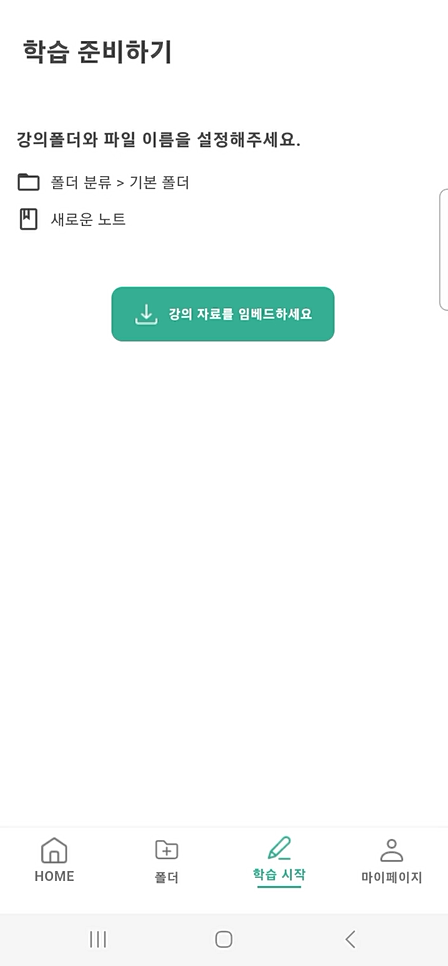 학습 준비하기
강의폴더와 파일 이름을 설정해주세요.
폴더 분류 > 기본 폴더
새로운 노트
강의 자료를 임베드하세요
HOME
폴더
학습 시작
마이페이지